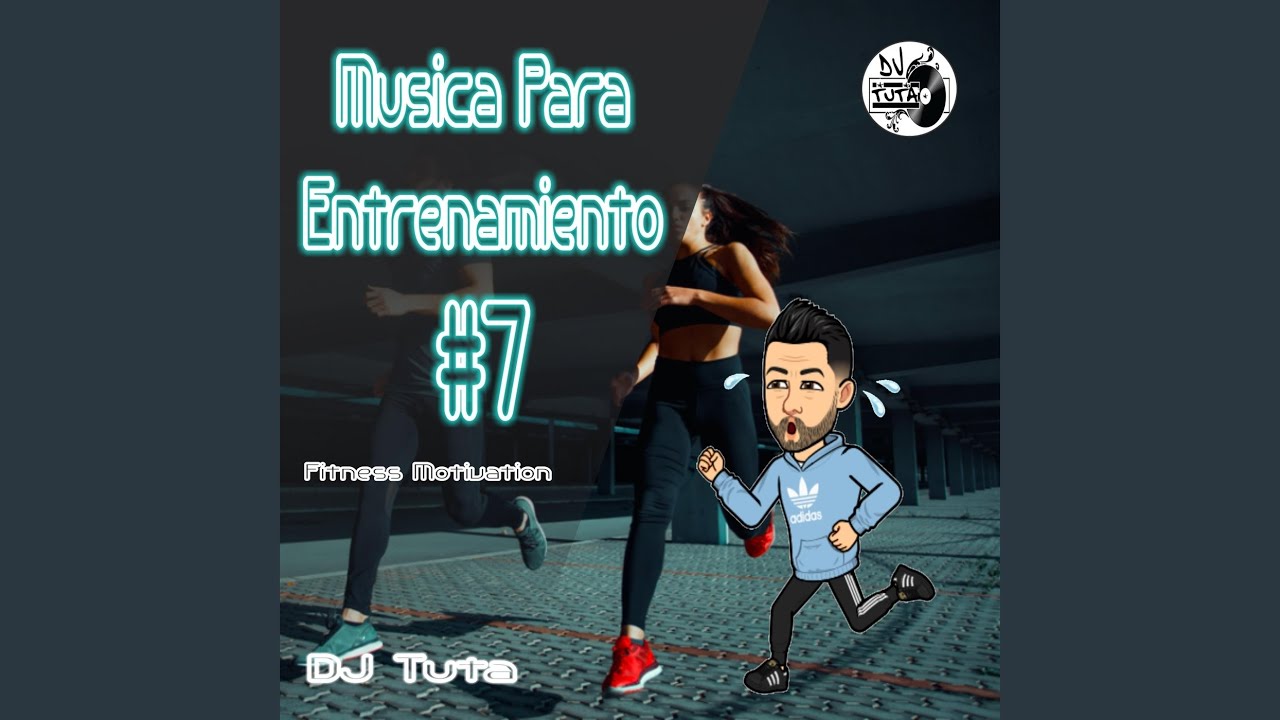 Musica Para
Entrenamiento
#7
Fitness Motivation
DJ Tuta
DJ
TUTA
adidas